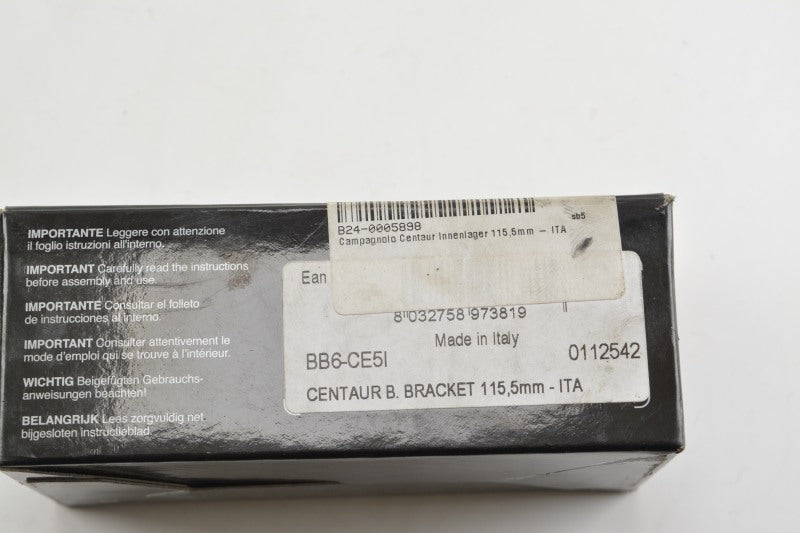 IMPORTANTE Leggere con attenzione
il foglio istruzioni all'interno.
IMPORTANT Carefully read the instructions
before assembly and use.
IMPORTANTE Consultar el folleto
de instrucciones al interno.
IMPORTANT Consulter attentivement le
mode d'emploi qui se trouve à l'intérieur.
WICHTIG Beigefügten Gebrauchs-
anweisungen beachten!
BELANGRIJK Lees zorgvuldig net
bijgesloten instructieblad.
B24-0005898
sb5
Campagnolo Centaur Innenlager 115,5mm - ITA
Ean
8 032758 973819
Made in Italy
BB6-CE5I
0112542
CENTAUR B. BRACKET 115,5mm - ITA